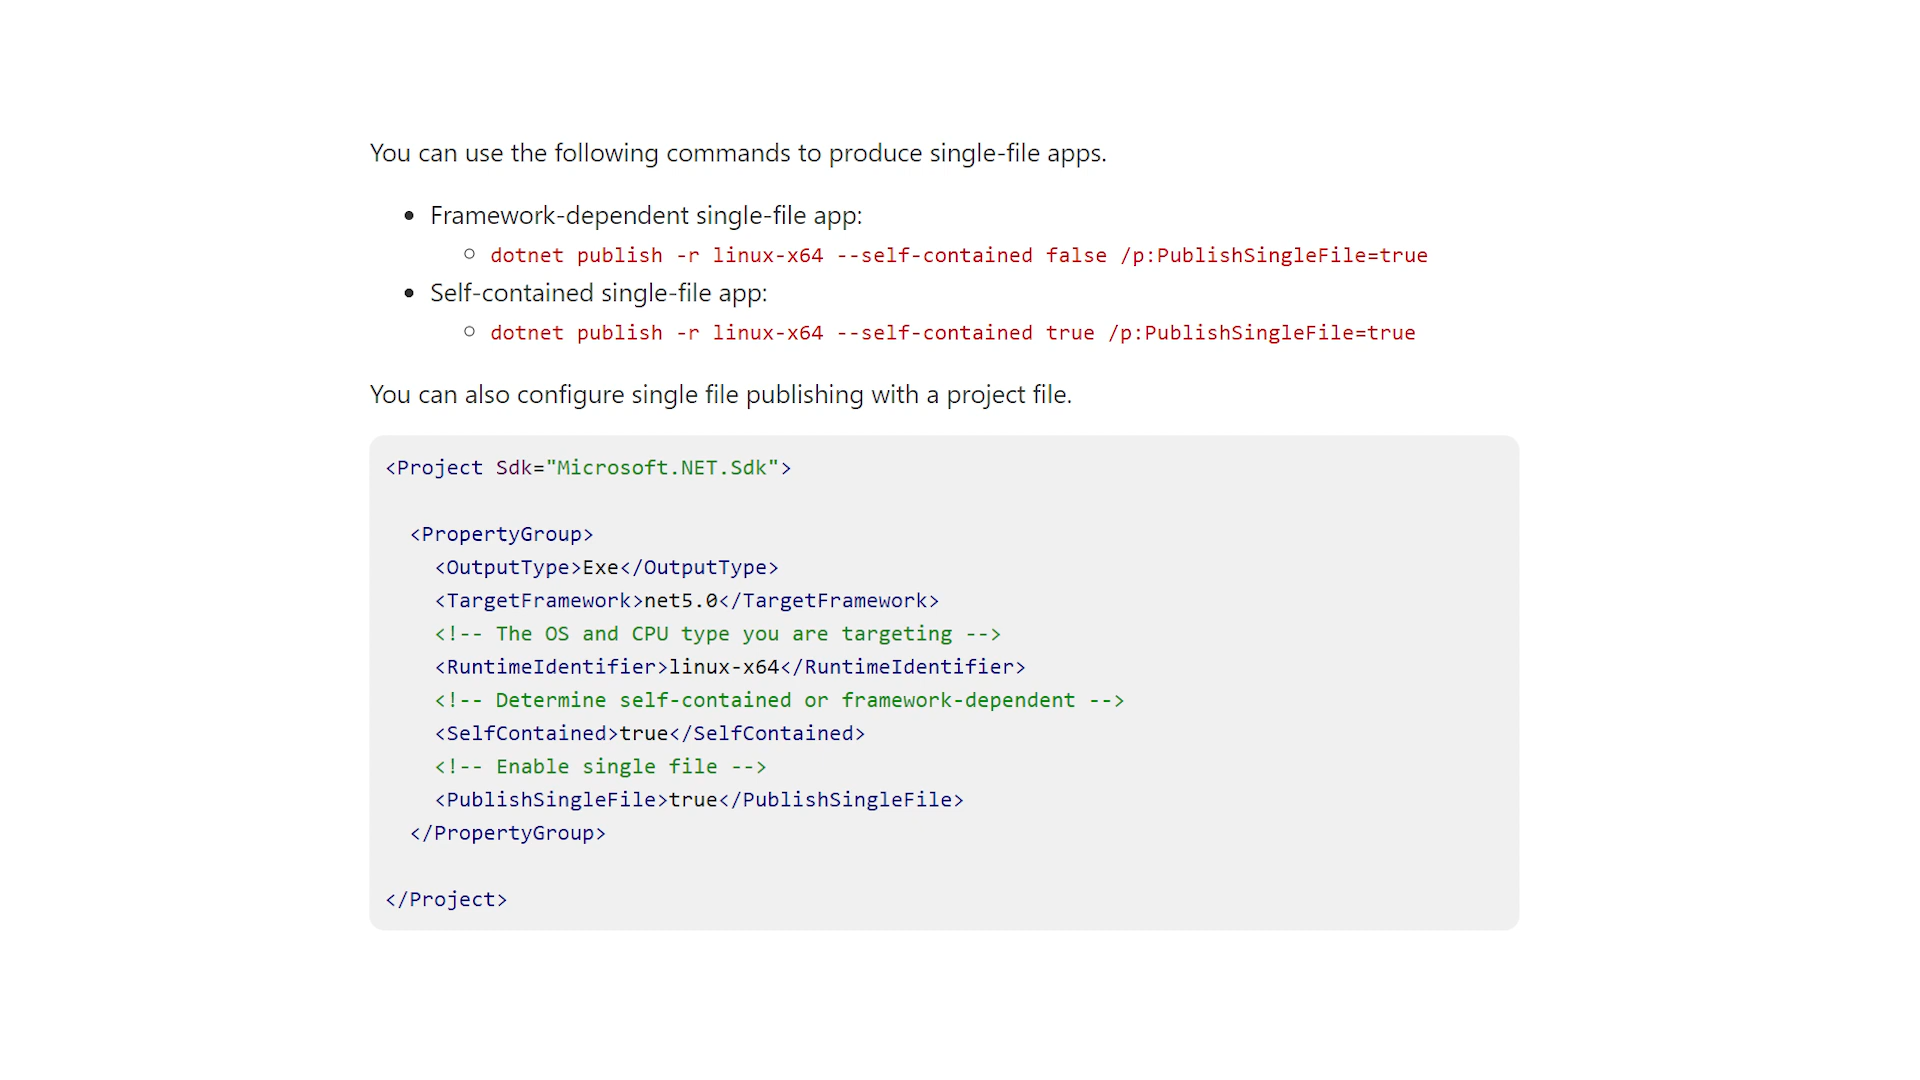 You can use the following commands to produce single-file apps.
Framework-dependent single-file app:
dotnet publish -r linux-x64 --self-contained false /p:PublishSingleFile=true
Self-contained single-file app:
dotnet publish -r linux-x64 --self-contained true /p:PublishSingleFile=true
You can also configure single file publishing with a project file.
<Project Sdk="Microsoft.NET.Sdk">
<PropertyGroup>
<OutputType>Exe</OutputType>
<TargetFramework>net5.0</TargetFramework>
<!-- The OS and CPU type you are targeting -->
<RuntimeIdentifier>linux-x64</RuntimeIdentifier>
<!-- Determine self-contained or framework-dependent -->
<SelfContained>true</SelfContained>
<!-- Enable single file -->
<PublishSingleFile>true</PublishSingleFile>
</PropertyGroup>
</Project>